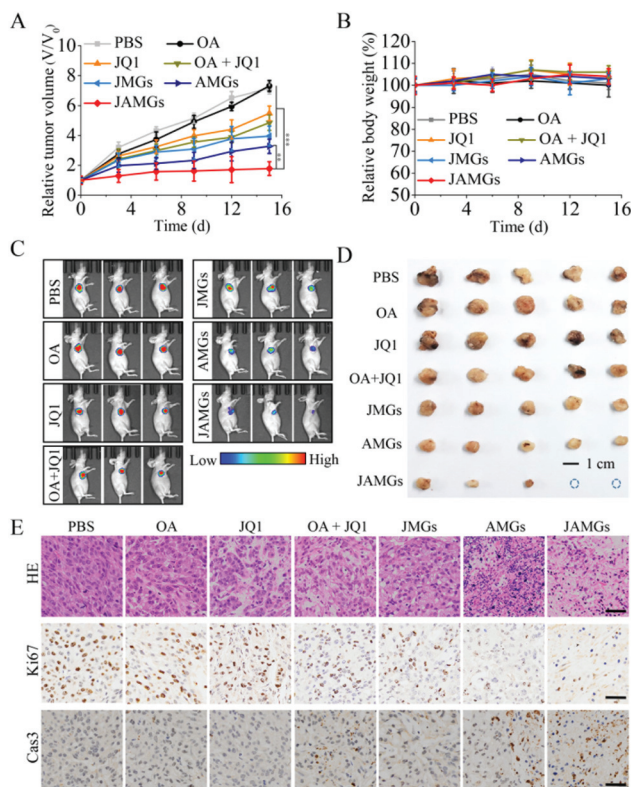 A
Relative tumor volume (V/V0)
10
8
6
4
2
0
PBS
OA
JQ1
OA + JQ1
JMGs
AMGs
JAMGs
***
**
0
4
8
12
16
Time (d)
B
Relative body weight (%)
120
110
100
90
80
70
60
50
PBS
OA
JQ1
OA + JQ1
JMGs
AMGs
JAMGs
0
4
8
12
16
Time (d)
C
PBS
OA
JQ1
OA+JQ1
JMGs
AMGs
JAMGs
Low
High
D
PBS
OA
JQ1
OA+JQ1
JMGs
AMGs
JAMGs
1 cm
E
PBS OA JQ1 OA + JQ1 JMGs AMGs JAMGs
HE
Ki67
Cas3